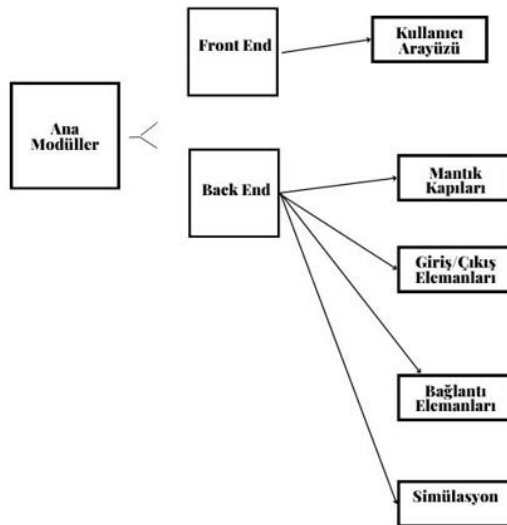 Ana
Modüller
Front End
Kullanıcı
Arayüzü
Back End
Mantık
Kapıları
Giriş/Çıkış
Elemanları
Bağlantı
Elemanları
Simülasyon